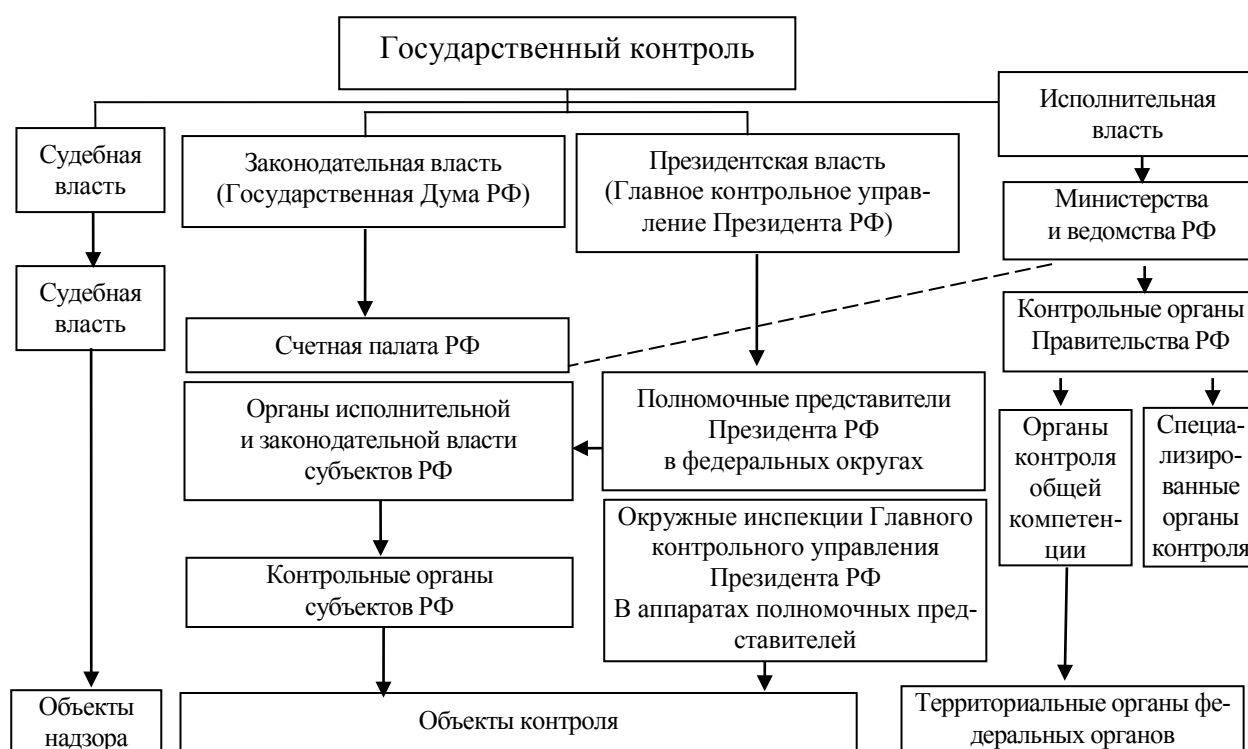 Государственный контроль
Исполнительная
власть
Судебная
власть
Законодательная власть
(Государственная Дума РФ)
Президентская власть
(Главное контрольное управ-
ление Президента РФ)
Министерства
и ведомства РФ
Судебная
власть
Контрольные органы
Правительства РФ
Счетная палата РФ
Органы исполнительной
и законодательной власти
субъектов РФ
Полномочные представители
Президента РФ
в федеральных округах
Органы
контроля
общей
компетен-
ции
Специа-
лизиро-
ванные
органы
контроля
Окружные инспекции Главного
контрольного управления
Президента РФ
В аппаратах полномочных пред-
ставителей
Контрольные органы
субъектов РФ
Объекты
надзора
Объекты контроля
Территориальные органы фе-
деральных органов